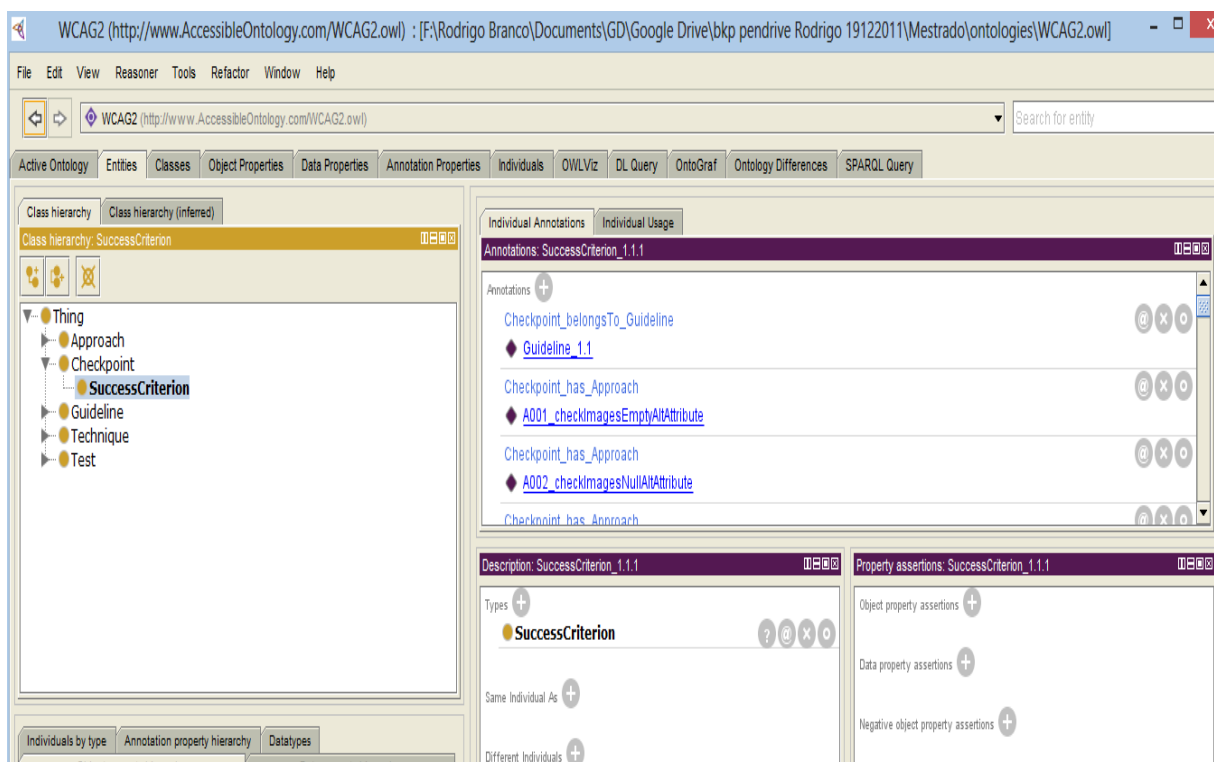 WCAG2 (http://www.AccessibleOntology.com/WCAG2.owl) : [F:\Rodrigo Branco\Documents\GD\Google Drive\bkp pendrive Rodrigo 19122011\Mestrado\ontologies\WCAG2.owl]
File Edit View Reasoner Tools Refactor Window Help
WCAG2 (http://www.AccessibleOntology.com/WCAG2.owl) Search for entity
Active Ontology Entities Classes Object Properties Data Properties Annotation Properties Individuals OWLViz DL Query OntoGraf Ontology Differences SPARQL Query
Class hierarchy Class hierarchy (inferred)
Class hierarchy: SuccessCriterion
Thing
Approach
Checkpoint
SuccessCriterion
Guideline
Technique
Test
Individuals by type Annotation property hierarchy Datatypes
Individual Annotations Individual Usage
Annotations: SuccessCriterion_1.1.1
Annotations
Checkpoint_belongsTo_Guideline
Guideline_1.1
Checkpoint_has_Approach
A001_checkImagesEmptyAltAttribute
Checkpoint_has_Approach
A002_checkImagesNullAltAttribute
Checkpoint_has_Approach
Description: SuccessCriterion_1.1.1
Types
SuccessCriterion
Same Individual As
Different Individuals
Property assertions: SuccessCriterion_1.1.1
Object property assertions
Data property assertions
Negative object property assertions